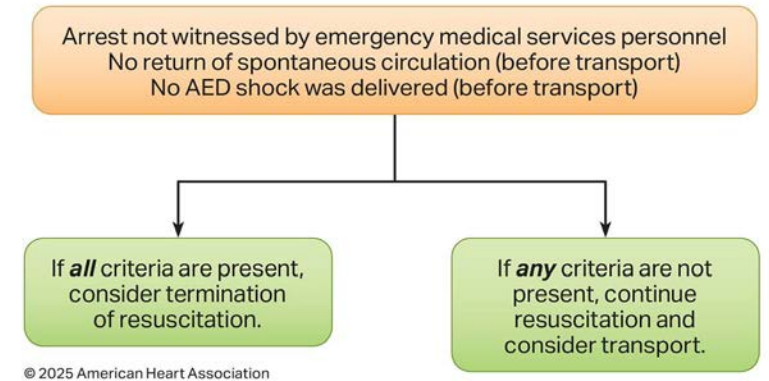 Arrest not witnessed by emergency medical services personnel
No return of spontaneous circulation (before transport)
No AED shock was delivered (before transport)
If all criteria are present,
consider termination
of resuscitation.
If any criteria are not
present, continue
resuscitation and
consider transport.
© 2025 American Heart Association